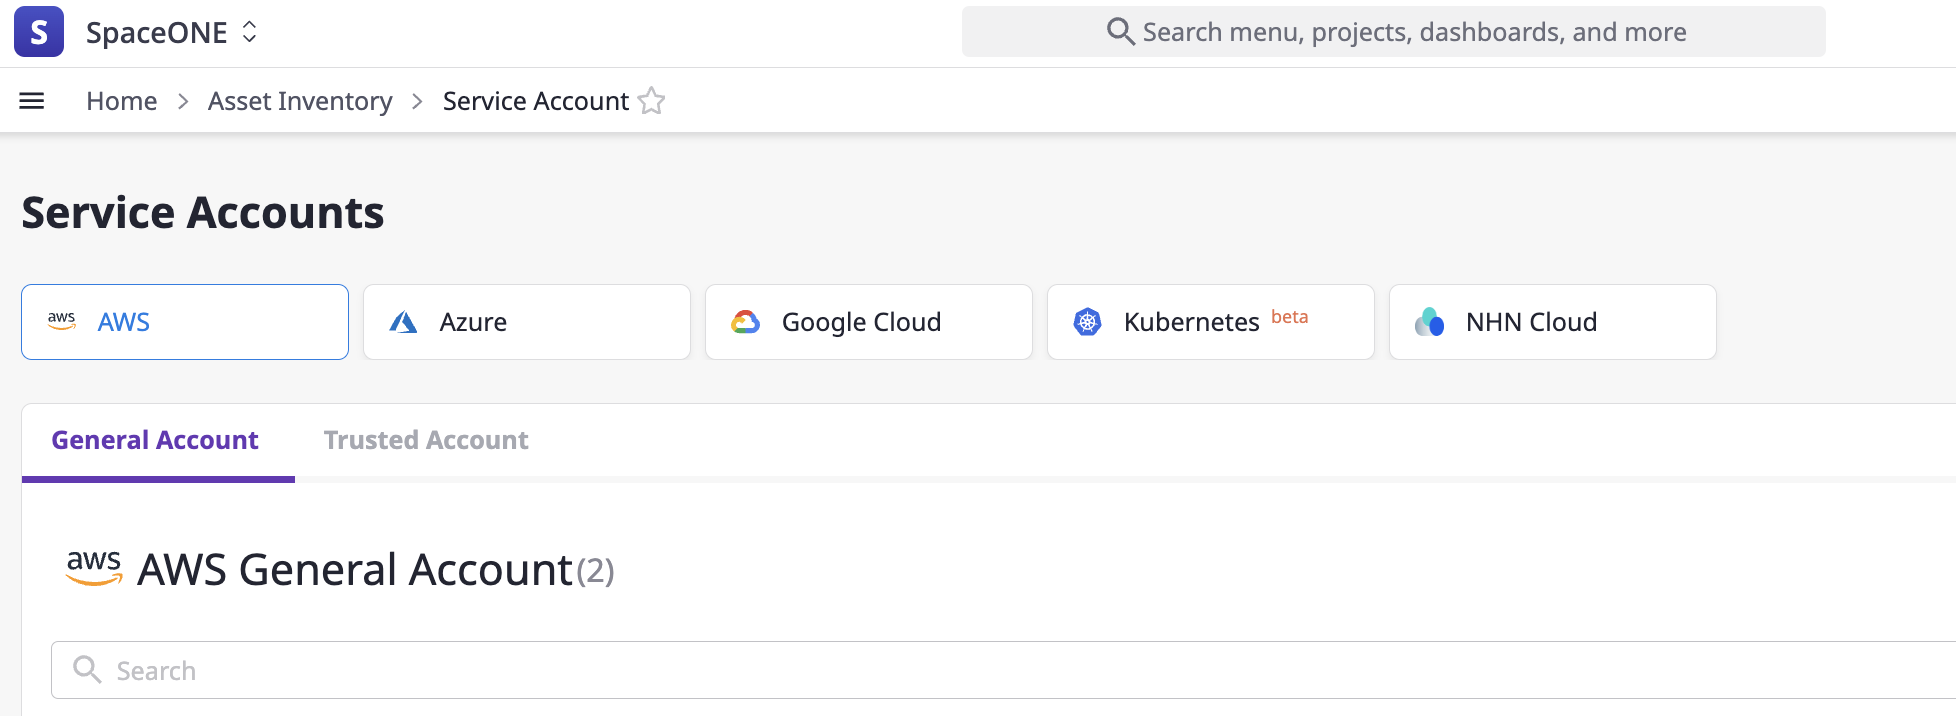 S SpaceONE
Search menu, projects, dashboards, and more
Home > Asset Inventory > Service Account
Service Accounts
aws AWS
Azure
Google Cloud
Kubernetes beta
NHN Cloud
General Account
Trusted Account
aws AWS General Account (2)
Search